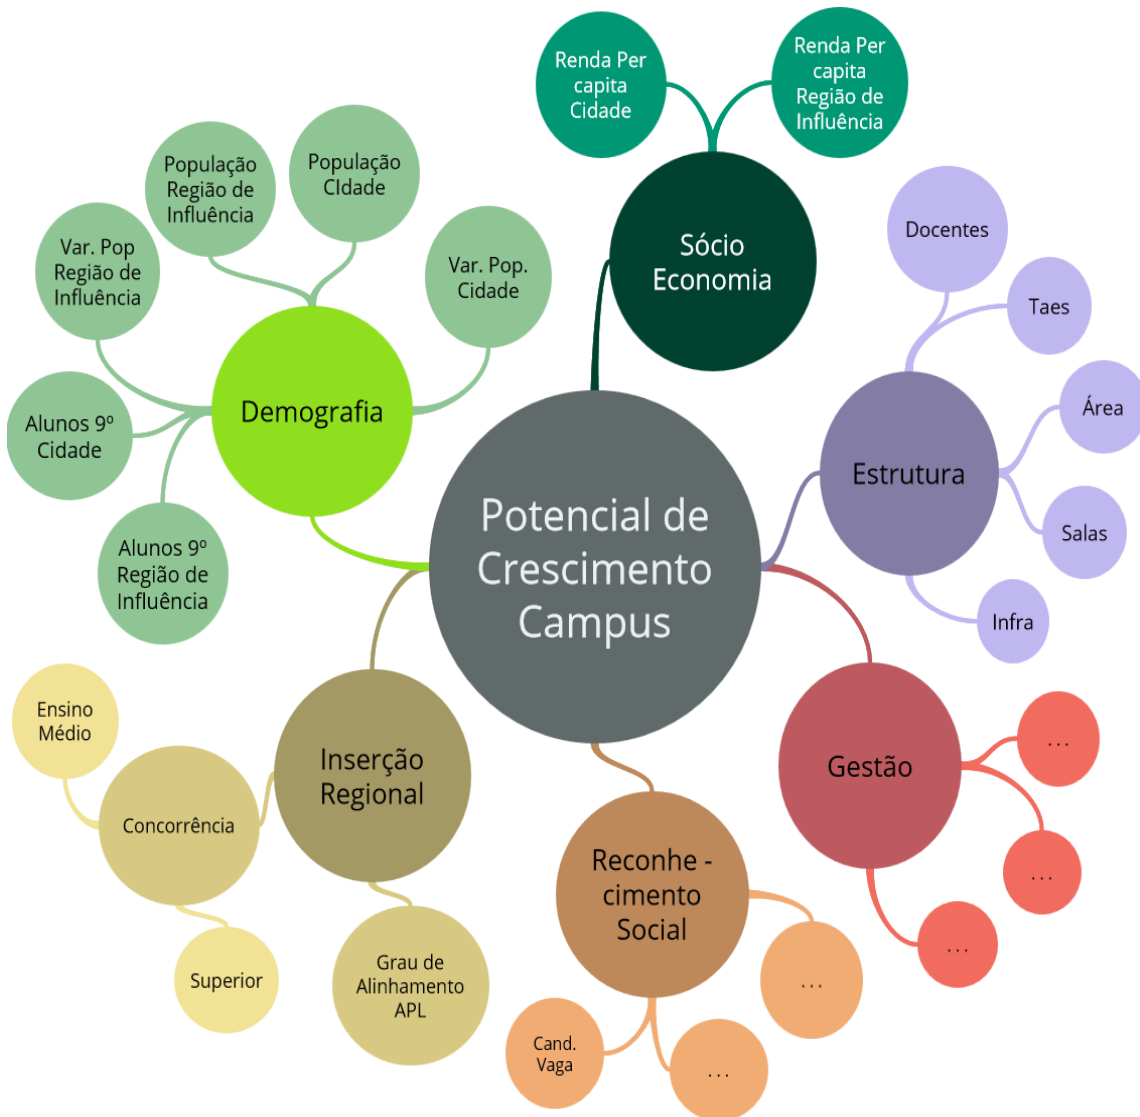 Renda Per
capita
Cidade
Renda Per
capita
Região de
Influência
Sócio
Economia
População
Região de
Influência
População
CIdade
Var. Pop
Região de
Influência
Var. Pop.
Cidade
Alunos 9º
Cidade
Alunos 9º
Região de
Influência
Demografia
Docentes
Taes
Área
Salas
Infra
Estrutura
Potencial de
Crescimento
Campus
Ensino
Médio
Concorrência
Superior
Inserção
Regional
Grau de
Alinhamento
APL
Reconhe -
cimento
Social
Cand.
Vaga
. . .
. . .
Gestão
. . .
. . .
. . .